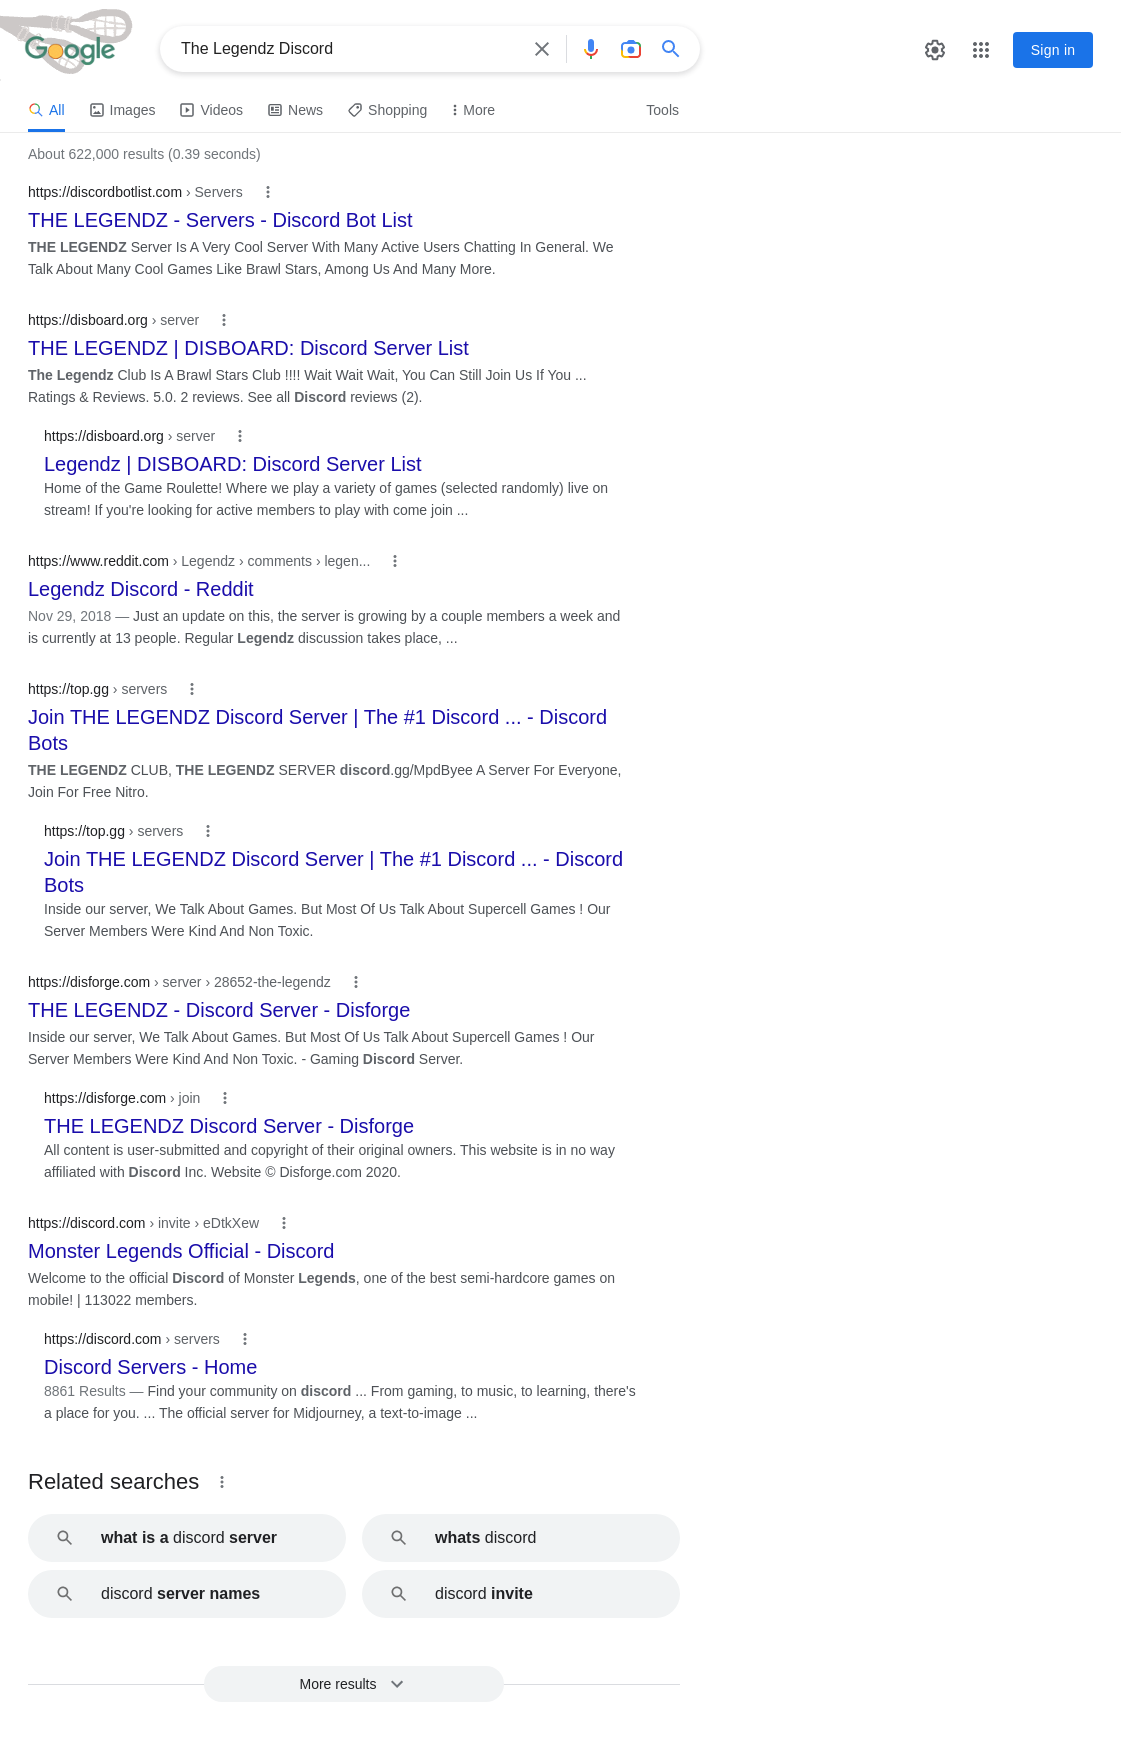 Google
The Legendz Discord
Sign in
All Images Videos News Shopping More Tools
About 622,000 results (0.39 seconds)
https://discordbotlist.com › Servers
THE LEGENDZ - Servers - Discord Bot List
THE LEGENDZ Server Is A Very Cool Server With Many Active Users Chatting In General. We
Talk About Many Cool Games Like Brawl Stars, Among Us And Many More.
https://disboard.org › server
THE LEGENDZ | DISBOARD: Discord Server List
The Legendz Club Is A Brawl Stars Club !!!! Wait Wait Wait, You Can Still Join Us If You ...
Ratings & Reviews. 5.0. 2 reviews. See all Discord reviews (2).
https://disboard.org › server
Legendz | DISBOARD: Discord Server List
Home of the Game Roulette! Where we play a variety of games (selected randomly) live on
stream! If you're looking for active members to play with come join ...
https://www.reddit.com › Legendz › comments › legen...
Legendz Discord - Reddit
Nov 29, 2018 — Just an update on this, the server is growing by a couple members a week and
is currently at 13 people. Regular Legendz discussion takes place, ...
https://top.gg › servers
Join THE LEGENDZ Discord Server | The #1 Discord ... - Discord
Bots
THE LEGENDZ CLUB, THE LEGENDZ SERVER discord.gg/MpdByee A Server For Everyone,
Join For Free Nitro.
https://top.gg › servers
Join THE LEGENDZ Discord Server | The #1 Discord ... - Discord
Bots
Inside our server, We Talk About Games. But Most Of Us Talk About Supercell Games ! Our
Server Members Were Kind And Non Toxic.
https://disforge.com › server › 28652-the-legendz
THE LEGENDZ - Discord Server - Disforge
Inside our server, We Talk About Games. But Most Of Us Talk About Supercell Games ! Our
Server Members Were Kind And Non Toxic. - Gaming Discord Server.
https://disforge.com › join
THE LEGENDZ Discord Server - Disforge
All content is user-submitted and copyright of their original owners. This website is in no way
affiliated with Discord Inc. Website © Disforge.com 2020.
https://discord.com › invite › eDtkXew
Monster Legends Official - Discord
Welcome to the official Discord of Monster Legends, one of the best semi-hardcore games on
mobile! | 113022 members.
https://discord.com › servers
Discord Servers - Home
8861 Results — Find your community on discord ... From gaming, to music, to learning, there's
a place for you. ... The official server for Midjourney, a text-to-image ...
Related searches
what is a discord server
whats discord
discord server names
discord invite
More results